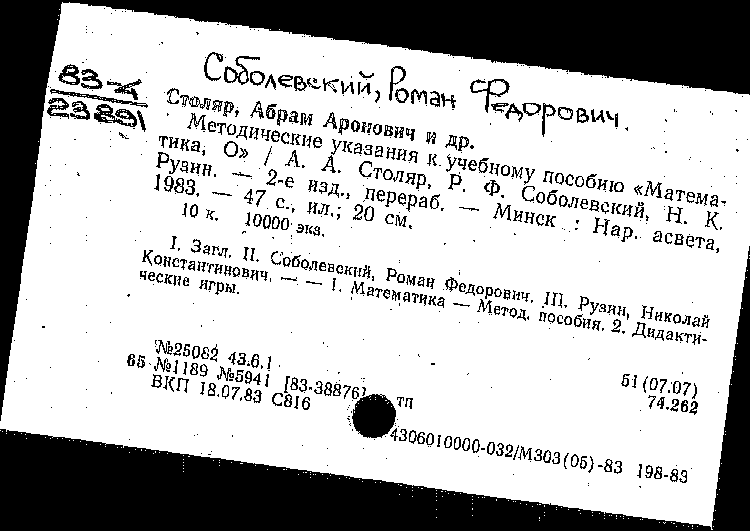 Соболевский, Роман Федорович.
83-4
23891
Столяр, Абрам Аронович и др.
Методические указания к учебному пособию «Матема-
тика, О» / А. А. Столяр, Р. Ф. Соболевский, Н. К.
Рузин. — 2-е изд., перераб. — Минск : Нар. асвета,
1983. — 47 с., ил.; 20 см.
10 к. 10000 экз.
I. Загл. II. Соболевский, Роман Федорович. III. Рузин, Николай
Константинович. — — 1. Математика — Метод. пособия. 2. Дидакти-
ческие игры.
51(07.07)
74.262
№25082 43.6.1
65 №1189 №5941 [83-38876] тп
ВКП 18.07.83 С816
4306010000-032/М303(05)-83 198-83